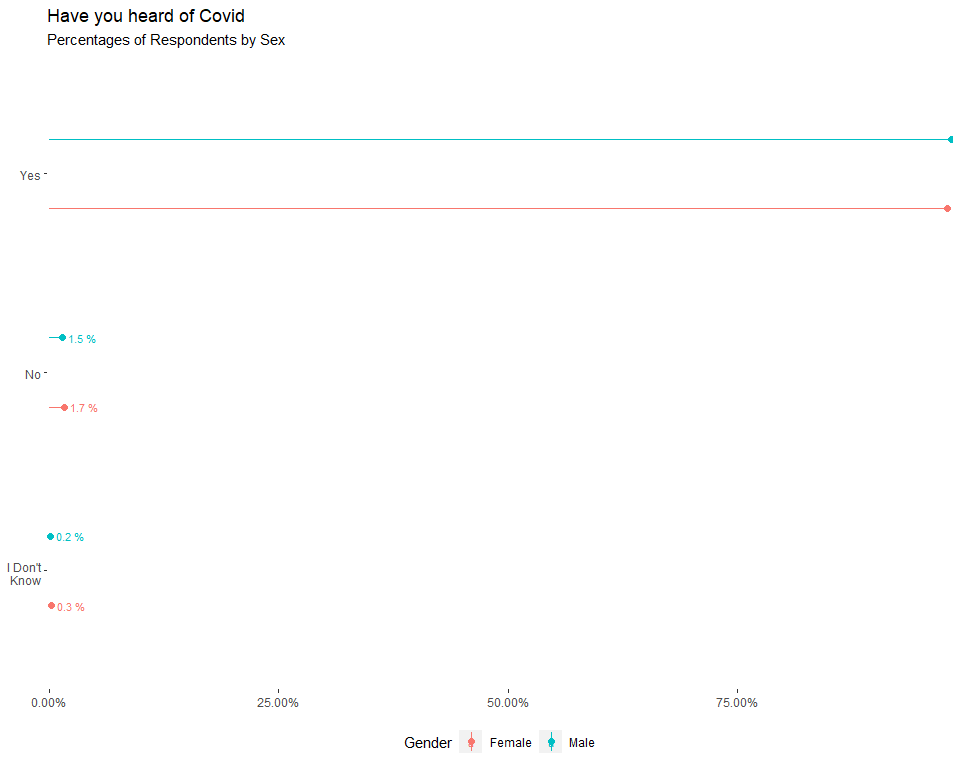 Have you heard of Covid
Percentages of Respondents by Sex
Yes
1.5 %
No
1.7 %
0.2 %
I Don't
Know
0.3 %
0.00% 25.00% 50.00% 75.00%
Gender Female Male